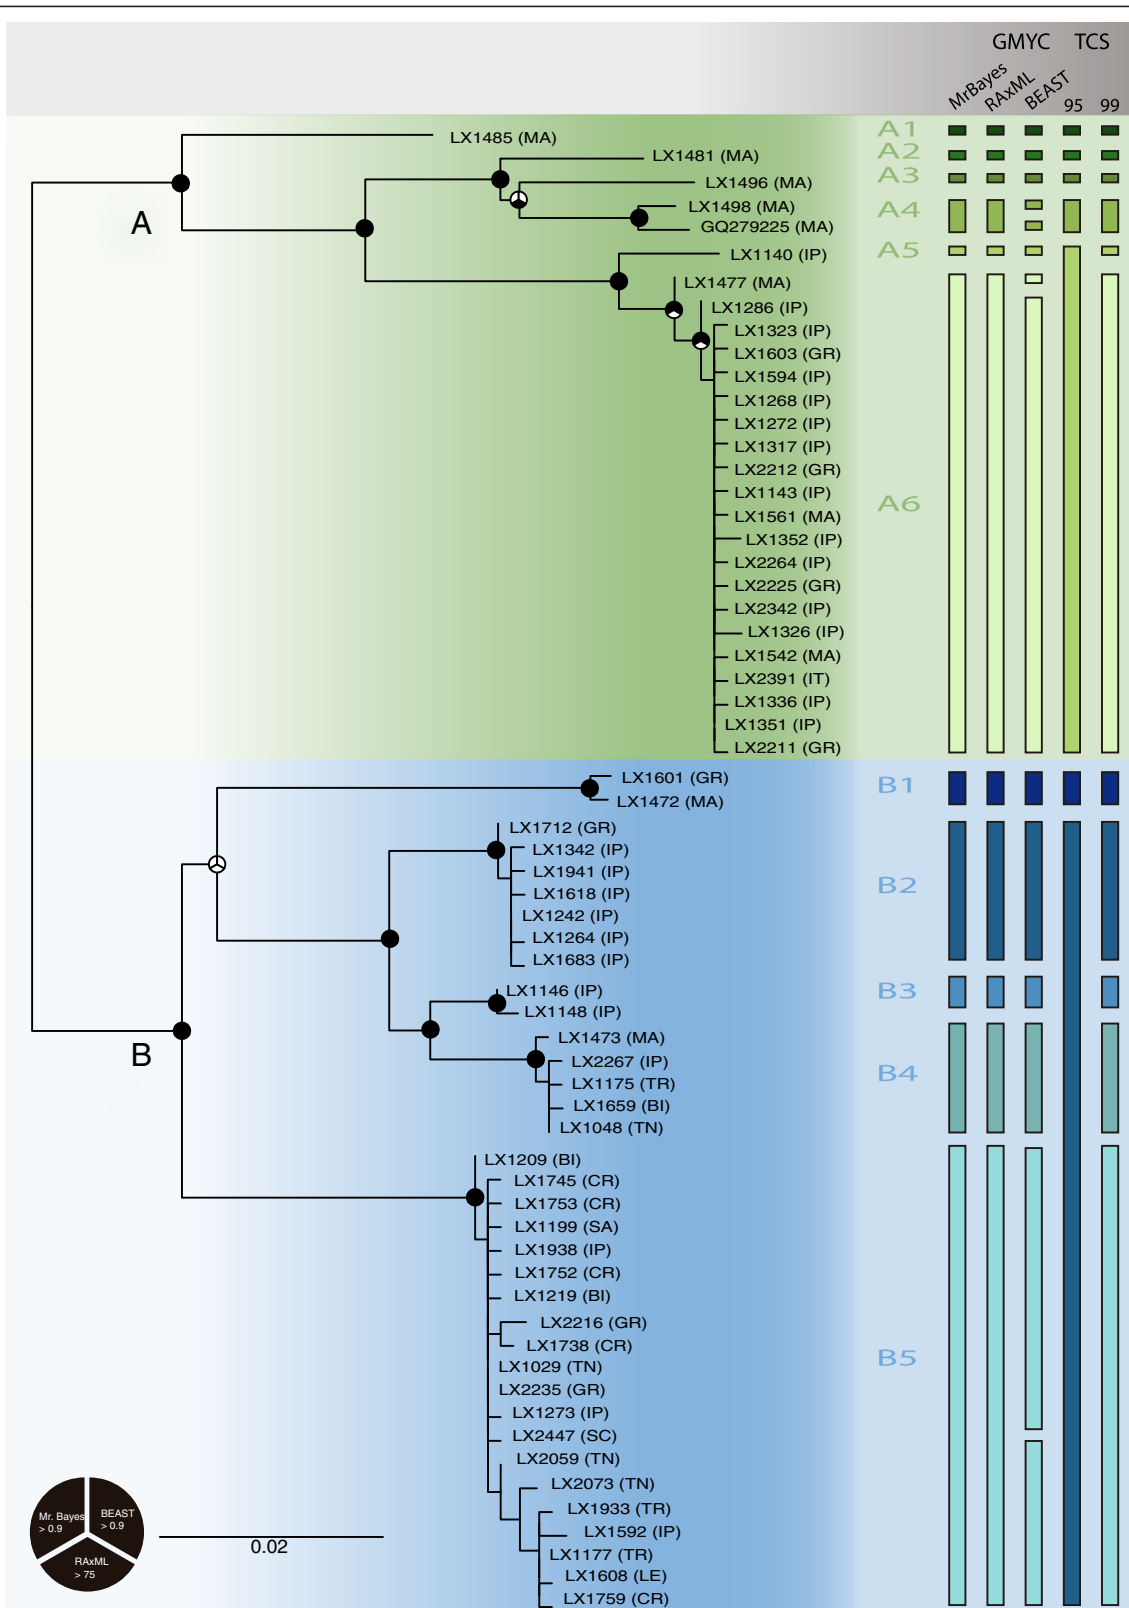 GMYC TCS
MrBayes RAxML BEAST 95 99
A1
LX1485 (MA)
A2
LX1481 (MA)
A3
LX1496 (MA)
A
LX1498 (MA)
A4
GQ279225 (MA)
A5
LX1140 (IP)
LX1477 (MA)
LX1286 (IP)
LX1323 (IP)
LX1603 (GR)
LX1594 (IP)
LX1268 (IP)
LX1272 (IP)
LX1317 (IP)
LX2212 (GR)
LX1143 (IP)
A6
LX1561 (MA)
LX1352 (IP)
LX2264 (IP)
LX2225 (GR)
LX2342 (IP)
LX1326 (IP)
LX1542 (MA)
LX2391 (IT)
LX1336 (IP)
LX1351 (IP)
LX2211 (GR)
LX1601 (GR)
B1
LX1472 (MA)
LX1712 (GR)
LX1342 (IP)
LX1941 (IP)
B2
LX1618 (IP)
LX1242 (IP)
LX1264 (IP)
LX1683 (IP)
LX1146 (IP)
B3
LX1148 (IP)
LX1473 (MA)
B
LX2267 (IP)
B4
LX1175 (TR)
LX1659 (BI)
LX1048 (TN)
LX1209 (BI)
LX1745 (CR)
LX1753 (CR)
LX1199 (SA)
LX1938 (IP)
LX1752 (CR)
LX1219 (BI)
LX2216 (GR)
LX1738 (CR)
B5
LX1029 (TN)
LX2235 (GR)
LX1273 (IP)
LX2447 (SC)
LX2059 (TN)
LX2073 (TN)
LX1933 (TR)
LX1592 (IP)
LX1177 (TR)
LX1608 (LE)
LX1759 (CR)
Mr. Bayes
> 0.9
BEAST
> 0.9
RAxML
> 75
0.02